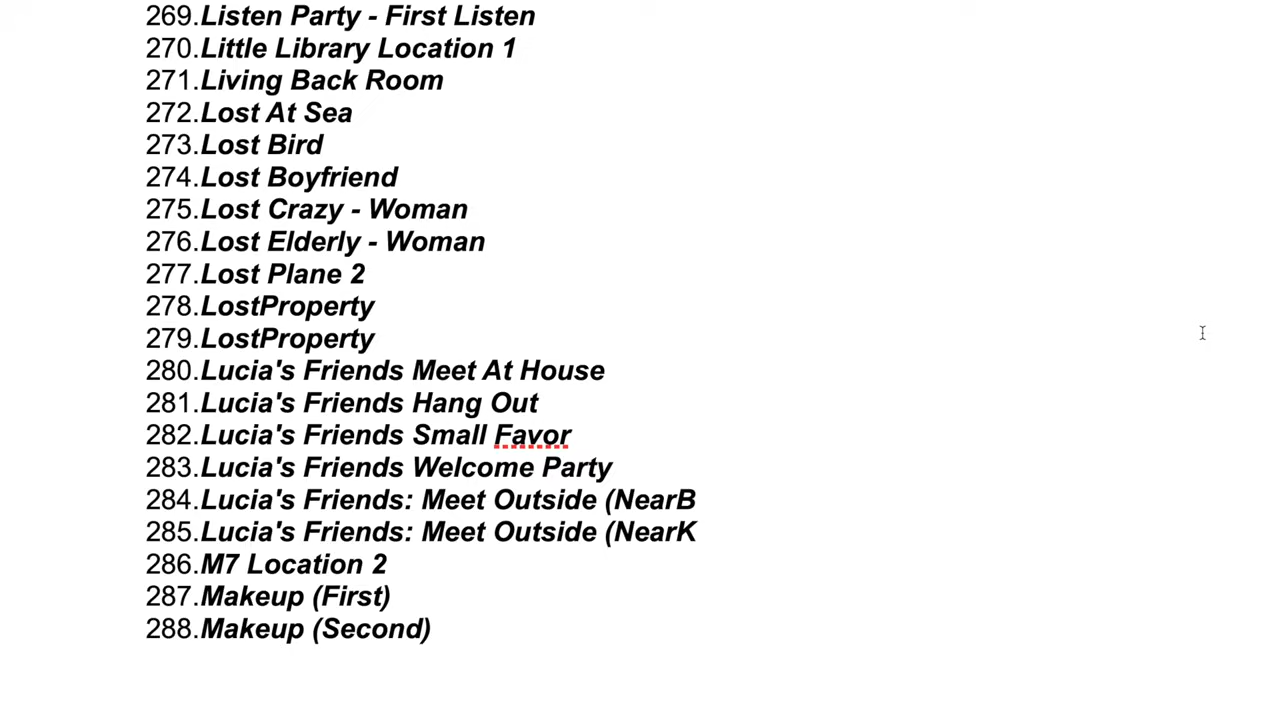 269.Listen Party - First Listen
270.Little Library Location 1
271.Living Back Room
272.Lost At Sea
273.Lost Bird
274.Lost Boyfriend
275.Lost Crazy - Woman
276.Lost Elderly - Woman
277.Lost Plane 2
278.LostProperty
279.LostProperty
280.Lucia's Friends Meet At House
281.Lucia's Friends Hang Out
282.Lucia's Friends Small Favor
283.Lucia's Friends Welcome Party
284.Lucia's Friends: Meet Outside (NearB
285.Lucia's Friends: Meet Outside (NearK
286.M7 Location 2
287.Makeup (First)
288.Makeup (Second)